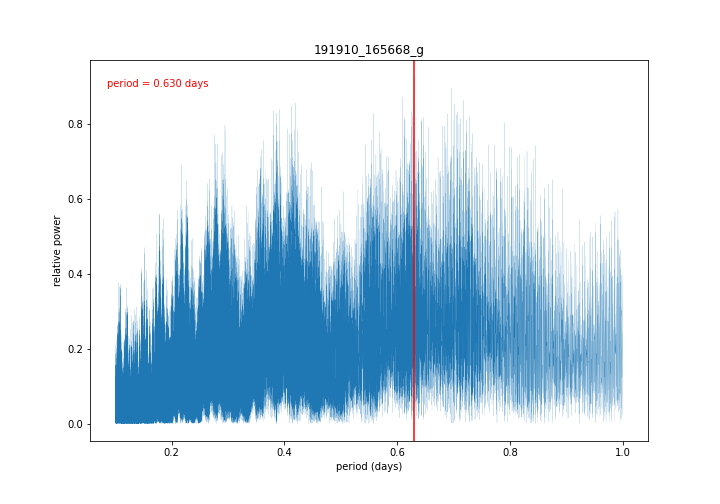 191910_165668_g
period = 0.630 days
0.8
0.6
0.4
0.2
0.0
relative power
0.2 0.4 0.6 0.8 1.0
period (days)